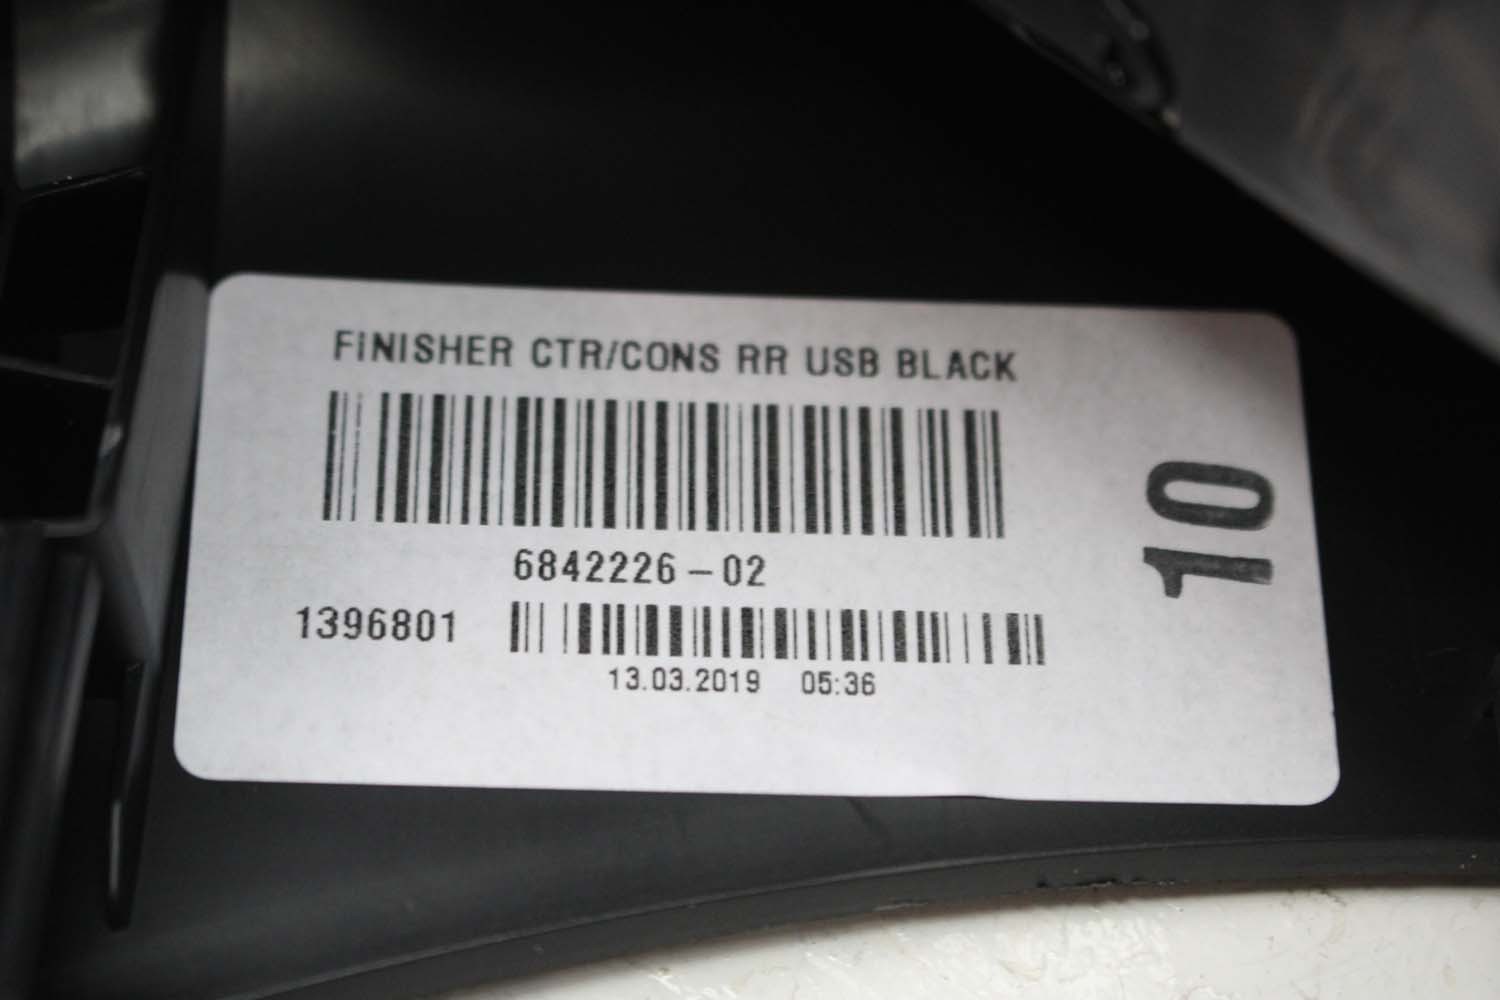 FINISHER CTR/CONS RR USB BLACK
6842226-02
1396801
13.03.2019 05:36
10